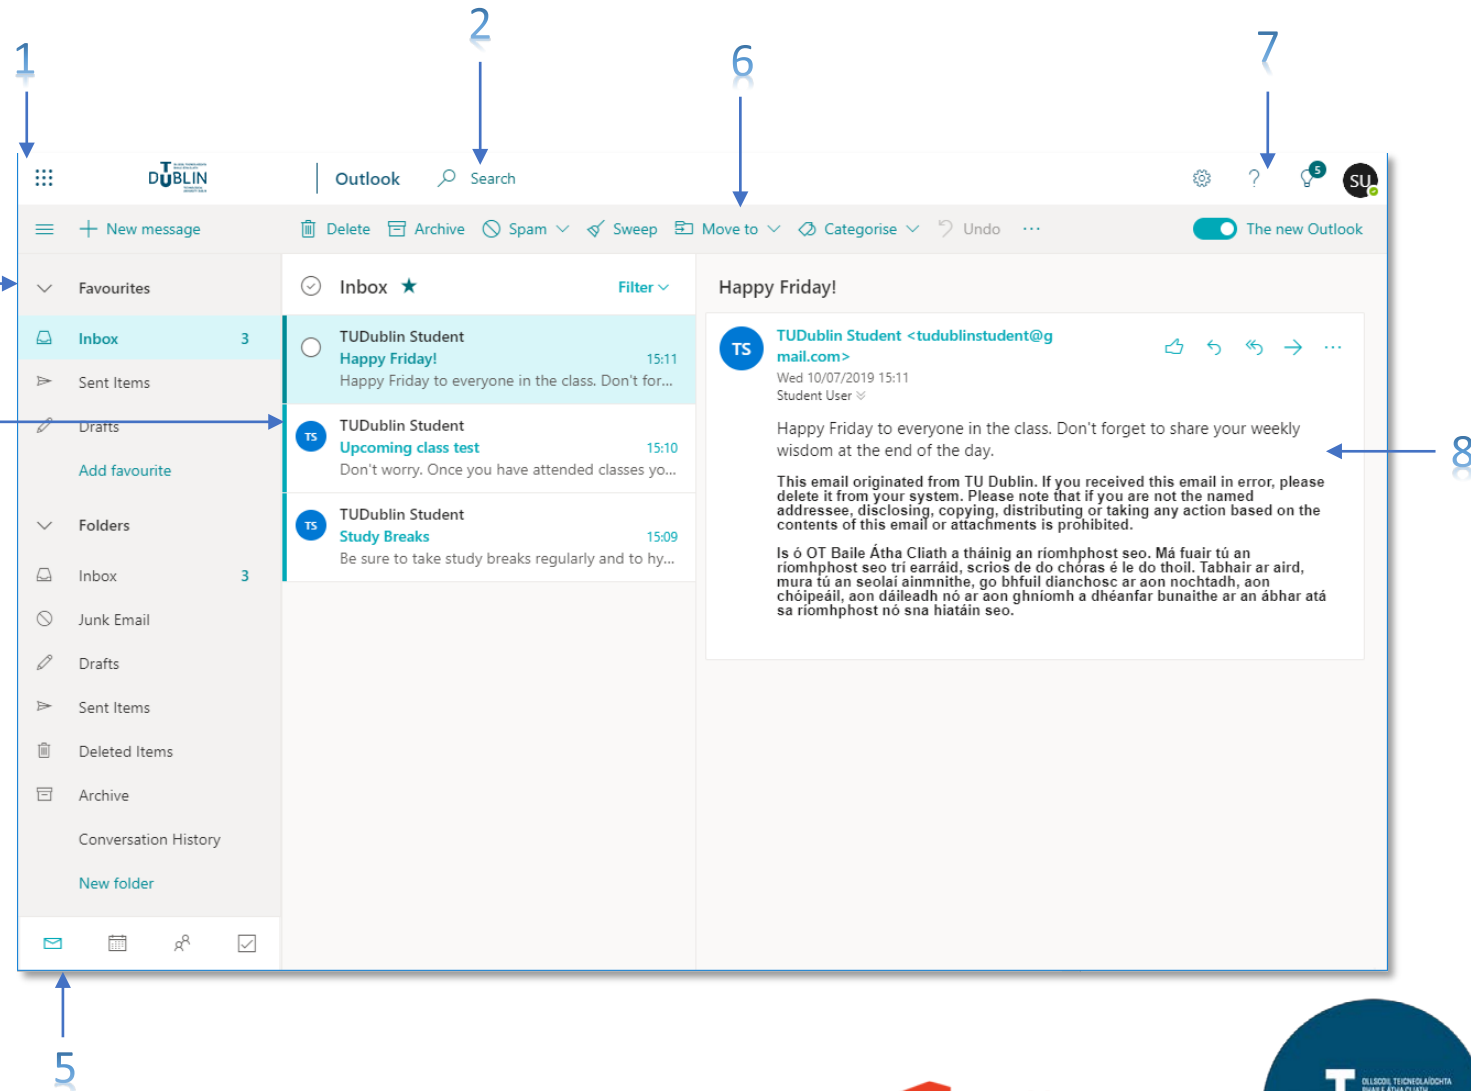 1
2
6
7
DUBLIN
Outlook
Search
5
SU
New message
Delete
Archive
Spam
Sweep
Move to
Categorise
Undo
The new Outlook
Favourites
Inbox 3
Sent Items
Drafts
Add favourite
Folders
Inbox 3
Junk Email
Drafts
Sent Items
Deleted Items
Archive
Conversation History
New folder
Inbox
Filter
TUDublin Student
Happy Friday! 15:11
Happy Friday to everyone in the class. Don't for...
TS
TUDublin Student
Upcoming class test 15:10
Don't worry. Once you have attended classes yo...
TS
TUDublin Student
Study Breaks 15:09
Be sure to take study breaks regularly and to hy...
Happy Friday!
TS
TUDublin Student <tudublinstudent@g
mail.com>
Wed 10/07/2019 15:11
Student User
Happy Friday to everyone in the class. Don't forget to share your weekly
wisdom at the end of the day.
This email originated from TU Dublin. If you received this email in error, please
delete it from your system. Please note that if you are not the named
addressee, disclosing, copying, distributing or taking any action based on the
contents of this email or attachments is prohibited.
Is ó OT Baile Átha Cliath a tháinig an ríomhphost seo. Má fuair tú an
ríomhphost seo trí earráid, scrios de do chóras é le do thoil. Tabhair ar aird,
mura tú an seolaí ainmnithe, go bhfuil dianchosc ar aon nochtadh, aon
chóipeáil, aon dáileadh nó ar aon ghníomh a dhéanfar bunaithe ar an ábhar atá
sa ríomhphost nó sna hiatáin seo.
8
5
T
OLLSCOIL TEICNEOLAÍOCHTA
BHAILE ÁTHA CLIATH